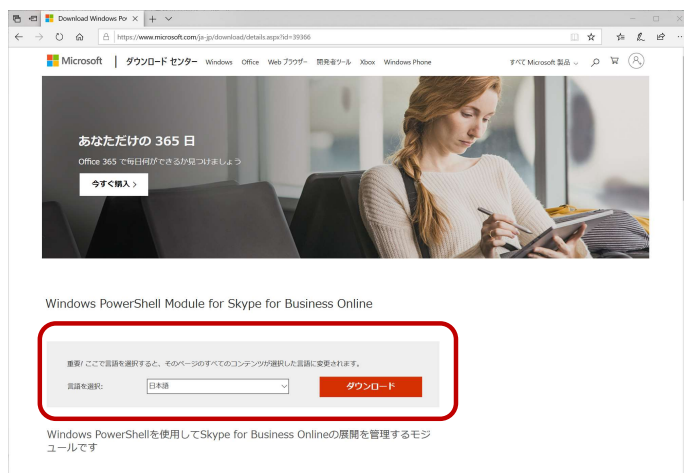 Download Windows Pov
https://www.microsoft.com/ja-jp/download/details.aspx?id=39366
Microsoft ダウンロード センター Windows Office Web ブラウザー 開発者ツール Xbox Windows Phone すべて Microsoft 製品
あなただけの 365 日
Office 365 で毎日何ができるか見つけましょう
今すぐ購入 >
Windows PowerShell Module for Skype for Business Online
重要! ここで言語を選択すると、そのページのすべてのコンテンツが選択した言語に変更されます。
言語を選択: 日本語 ダウンロード
Windows PowerShellを使用してSkype for Business Onlineの展開を管理するモジ
ュールです